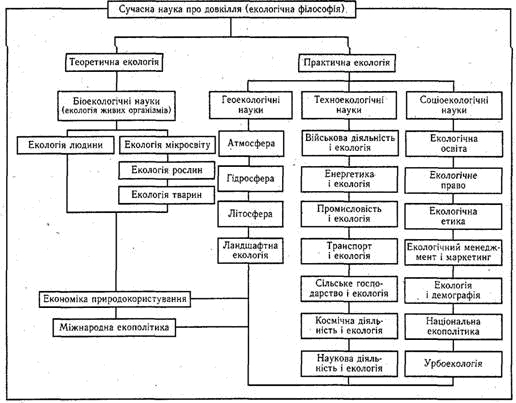 Сучасна наука про довкілля (екологічна філософія)
Теоретична екологія
Практична екологія
Біоекологічні науки
(екологія живих організмів)
Геоекологічні
науки
Техноекологічні
науки
Соціоекологічні
науки
Екологія людини
Екологія мікросвіту
Екологія рослин
Екологія тварин
Атмосфера
Гідросфера
Літосфера
Ландшафтна
екологія
Військова діяльність
і екологія
Енергетика
і екологія
Промисловість
і екологія
Транспорт
і екологія
Сільське госпо-
дарство і екологія
Космічна діяль-
ність і екологія
Наукова діяль-
ність і екологія
Екологічна
освіта
Екологічне
право
Екологічна
етика
Екологічний менедж-
мент і маркетинг
Екологія
і демографія
Національна
екополітика
Урбоекологія
Економіка природокористування
Міжнародна екополітика